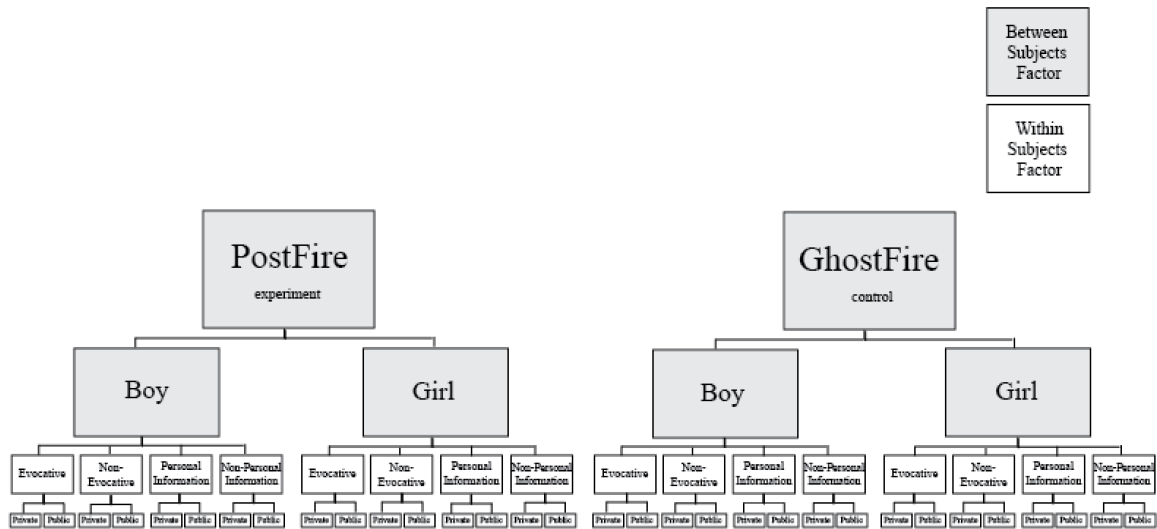 Between
Subjects
Factor
Within
Subjects
Factor
PostFire
experiment
GhostFire
control
Boy
Girl
Boy
Girl
Evocative
Non-
Evocative
Personal
Information
Non-Personal
Information
Evocative
Non-
Evocative
Personal
Information
Non-Personal
Information
Evocative
Non-
Evocative
Personal
Information
Non-Personal
Information
Evocative
Non-
Evocative
Personal
Information
Non-Personal
Information
Private Public Private Public Private Public Private Public
Private Public Private Public Private Public Private Public
Private Public Private Public Private Public Private Public
Private Public Private Public Private Public Private Public